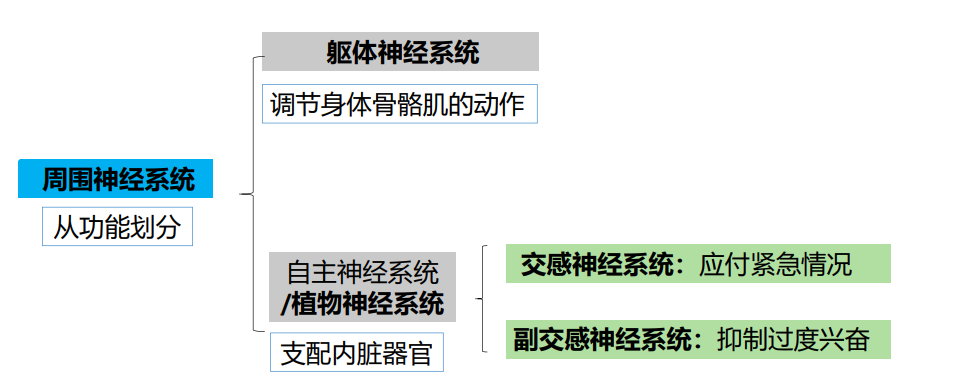 躯体神经系统
调节身体骨骼肌的动作
周围神经系统
从功能划分
自主神经系统
/植物神经系统
支配内脏器官
交感神经系统：应付紧急情况
副交感神经系统：抑制过度兴奋